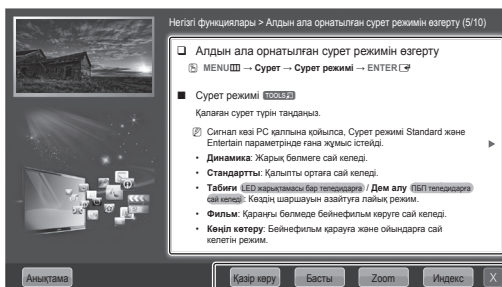 Негізгі функциялары > Алдын ала орнатылған сурет режимін өзгерту (5/10)
❑ Алдын ала орнатылған сурет режимін өзгерту
MENU → Сурет → Сурет режимі → ENTER
■ Сурет режимі TOOLS
Қалаған сурет түрін таңдаңыз.
Сигнал көзі PC қалпына қойылса, Сурет режимі Standard және
Entertain параметрінде ғана жұмыс істейді.
• Динамика: Жарық бөлмеге сай келеді.
• Стандартты: Қалыпты ортаға сай келеді.
• Табиғи LED жарықтамасы бар теледидарға / Дем алу ПБП теледидарға
сай келеді: Көздің шаршауын азайтуға лайық режим.
• Фильм: Қараңғы бөлмеде бейнефильм көруге сай келеді.
• Көңіл көтеру: Бейнефильм қарауға және ойындарға сай
келетін режим.
Анықтама Қазір көру Басты Zoom Индекс X